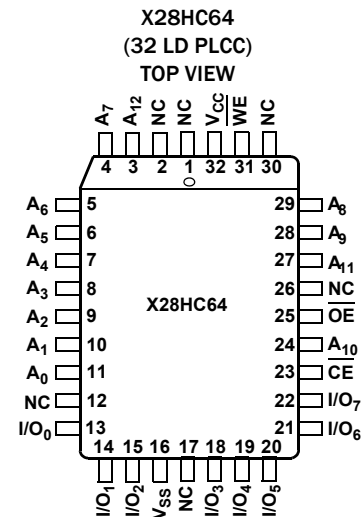 X28HC64
(32 LD PLCC)
TOP VIEW
A7 A12 NC NC VCC WE NC
4 3 2 1 32 31 30
A6 5 29 A8
A5 6 28 A9
A4 7 27 A11
A3 8 26 NC
A2 9 X28HC64 25 OE
A1 10 24 A10
A0 11 23 CE
NC 12 22 I/O7
I/O0 13 21 I/O6
14 15 16 17 18 19 20
I/O1 I/O2 VSS NC I/O3 I/O4 I/O5